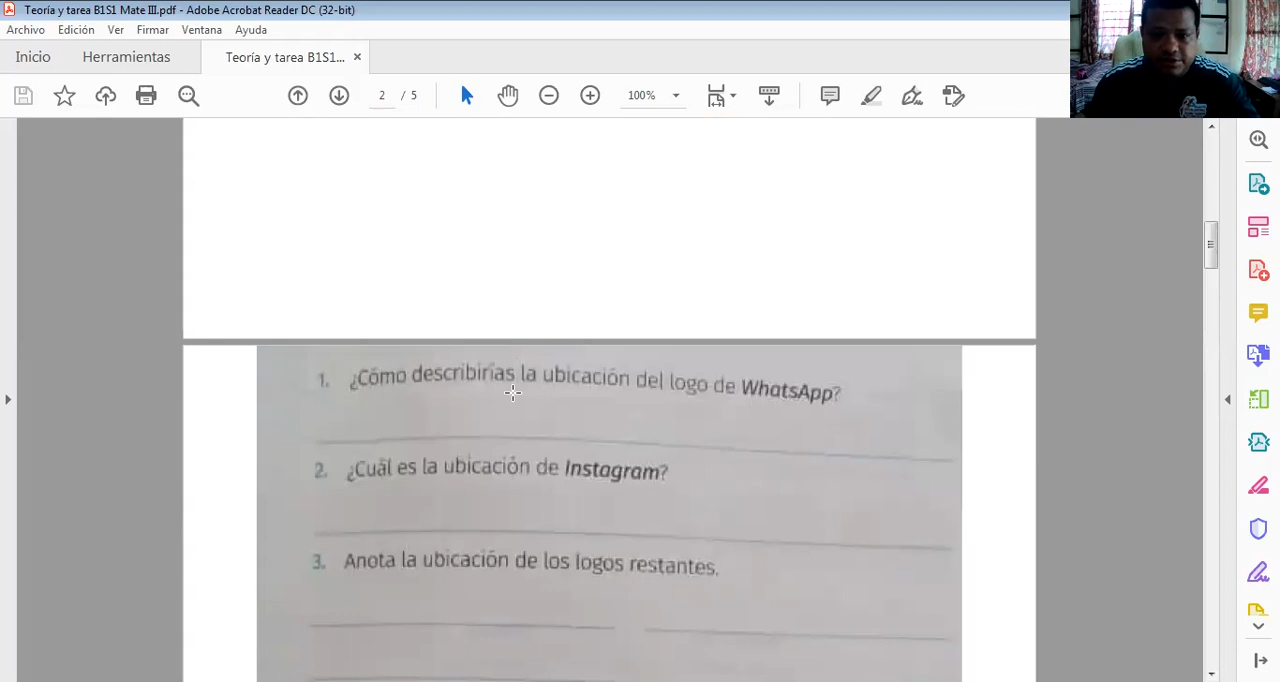 Teoría y tarea B1S1 Mate III.pdf - Adobe Acrobat Reader DC (32-bit)
Archivo Edición Ver Firmar Ventana Ayuda
Inicio Herramientas Teoría y tarea B1S1... ×
2 / 5 100%
1. ¿Cómo describirías la ubicación del logo de WhatsApp?
2. ¿Cuál es la ubicación de Instagram?
3. Anota la ubicación de los logos restantes.